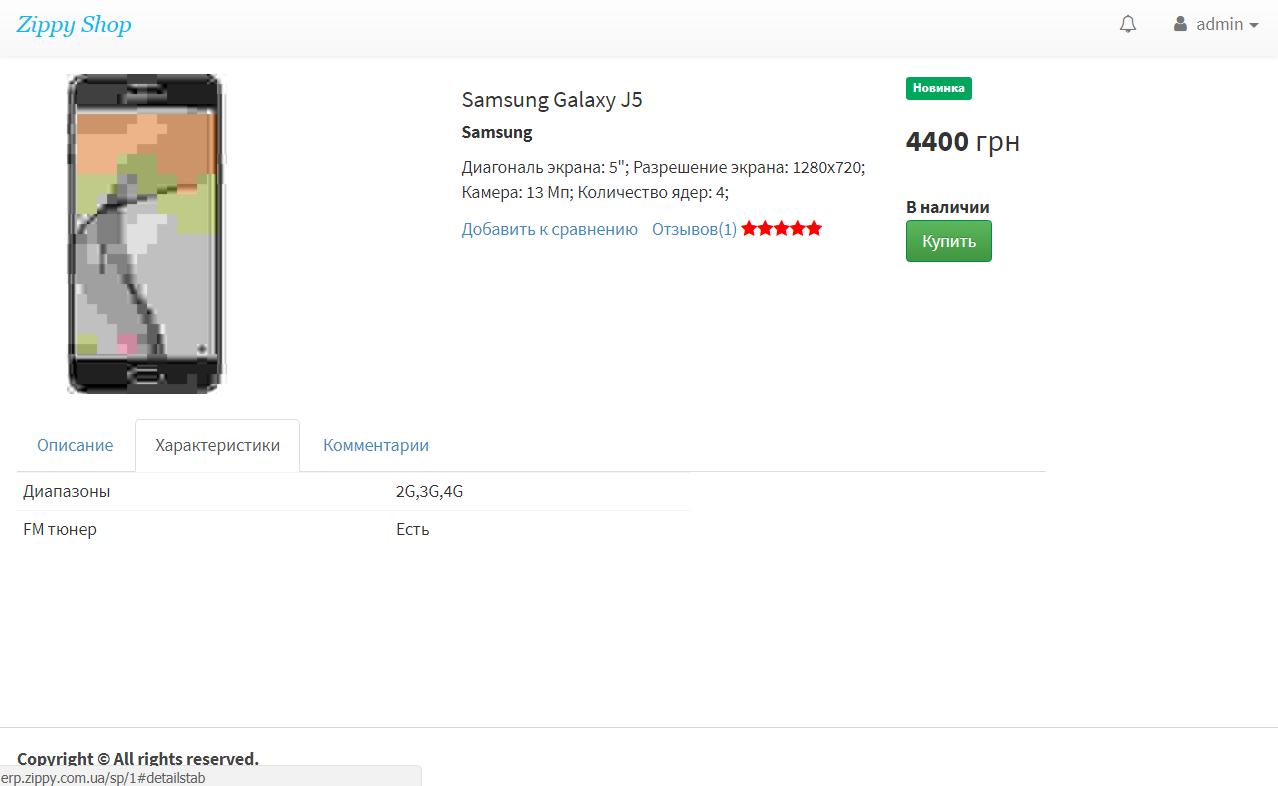 Zippy Shop
admin
Новинка
Samsung Galaxy J5
Samsung
4400 грн
Диагональ экрана: 5"; Разрешение экрана: 1280x720;
Камера: 13 Мп; Количество ядер: 4;
В наличии
Добавить к сравнению Отзывов(1)
Купить
Описание Характеристики Комментарии
Диапазоны 2G,3G,4G
FM тюнер Есть
Copyright © All rights reserved.
erp.zippy.com.ua/sp/1#detailstab